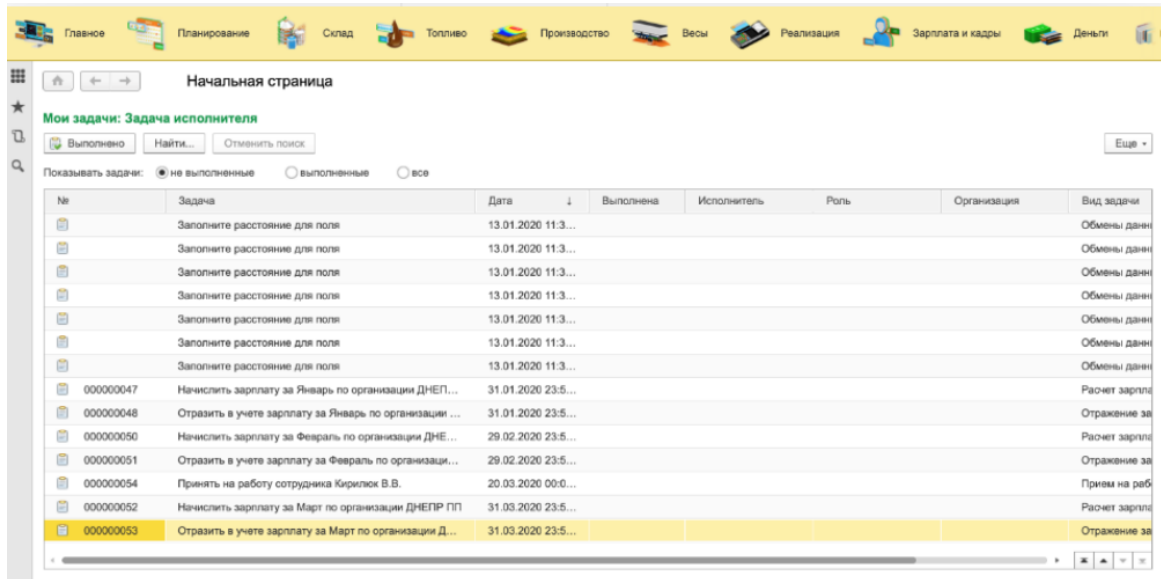 Главное Планирование Склад Топливо Производство Весы Реализация Зарплата и кадры Деньги
Начальная страница
Мои задачи: Задача исполнителя
Выполнено Найти... Отменить поиск Еще
Показывать задачи: не выполненные выполненные все
№ Задача Дата ↓ Выполнена Исполнитель Роль Организация Вид задачи
Заполните расстояние для поля 13.01.2020 11:3... Обмены данн
Заполните расстояние для поля 13.01.2020 11:3... Обмены данн
Заполните расстояние для поля 13.01.2020 11:3... Обмены данн
Заполните расстояние для поля 13.01.2020 11:3... Обмены данн
Заполните расстояние для поля 13.01.2020 11:3... Обмены данн
Заполните расстояние для поля 13.01.2020 11:3... Обмены данн
Заполните расстояние для поля 13.01.2020 11:3... Обмены данн
000000047 Начислить зарплату за Январь по организации ДНЕП... 31.01.2020 23:5... Расчет зарпла
000000048 Отразить в учете зарплату за Январь по организации ... 31.01.2020 23:5... Отражение за
000000050 Начислить зарплату за Февраль по организации ДНЕ... 29.02.2020 23:5... Расчет зарпла
000000051 Отразить в учете зарплату за Февраль по организаци... 29.02.2020 23:5... Отражение за
000000054 Принять на работу сотрудника Кирилюк В.В. 20.03.2020 00:0... Прием на раб
000000052 Начислить зарплату за Март по организации ДНЕПР ПП 31.03.2020 23:5... Расчет зарпла
000000053 Отразить в учете зарплату за Март по организации Д... 31.03.2020 23:5... Отражение за